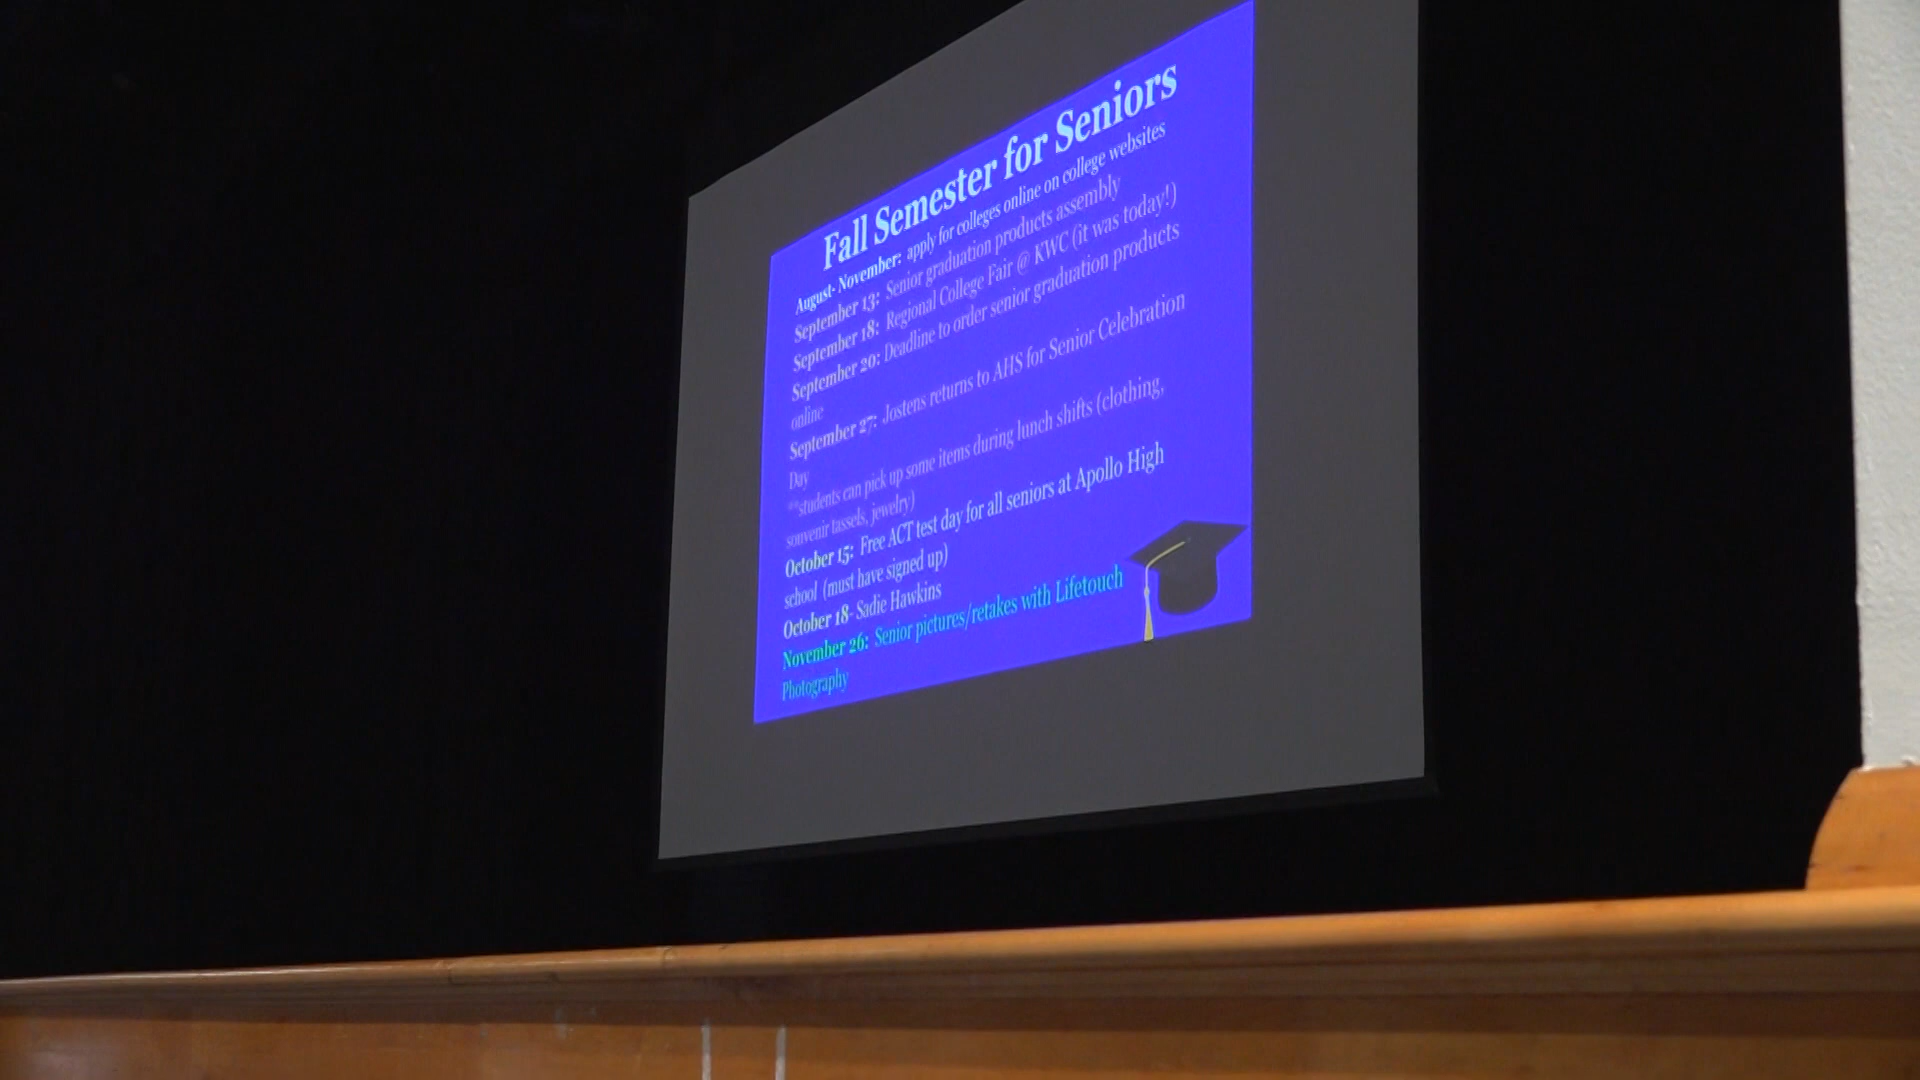 Fall Semester for Seniors
August- November: apply for colleges online on college websites
September 13: Senior graduation products assembly
September 18: Regional College Fair @ KWC (it was today!)
September 20: Deadline to order senior graduation products
online
September 27: Jostens returns to AHS for Senior Celebration
Day
**students can pick up some items during lunch shifts (clothing,
souvenir tassels, jewelry)
October 15: Free ACT test day for all seniors at Apollo High
school (must have signed up)
October 18- Sadie Hawkins
November 26: Senior pictures/retakes with Lifetouch
Photography